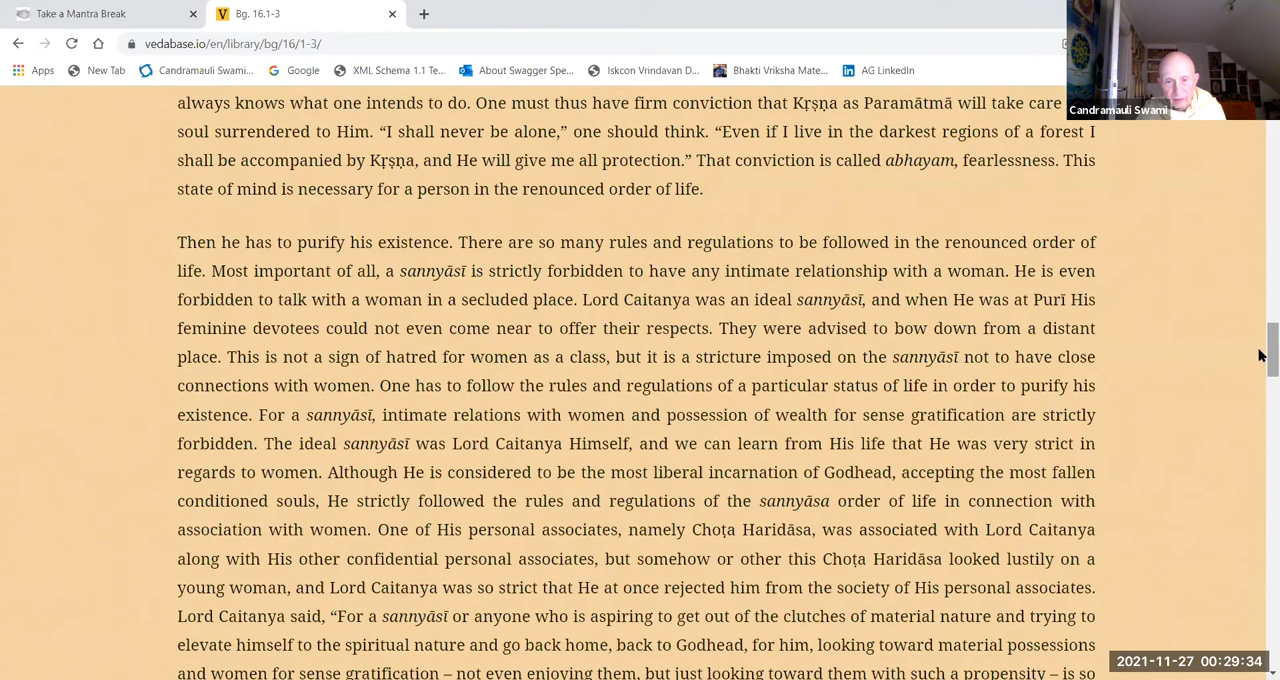 Take a Mantra Break
Bg. 16.1-3
vedabase.io/en/library/bg/16/1-3/
Apps
New Tab
Candramauli Swami...
Google
XML Schema 1.1 Te...
About Swagger Spe...
Iskcon Vrindavan D...
Bhakti Vriksha Mate...
AG LinkedIn
Candramauli Swami
always knows what one intends to do. One must thus have firm conviction that Kṛṣṇa as Paramātmā will take care
soul surrendered to Him. “I shall never be alone,” one should think. “Even if I live in the darkest regions of a forest I
shall be accompanied by Kṛṣṇa, and He will give me all protection.” That conviction is called abhayam, fearlessness. This
state of mind is necessary for a person in the renounced order of life.
Then he has to purify his existence. There are so many rules and regulations to be followed in the renounced order of
life. Most important of all, a sannyāsī is strictly forbidden to have any intimate relationship with a woman. He is even
forbidden to talk with a woman in a secluded place. Lord Caitanya was an ideal sannyāsī, and when He was at Purī His
feminine devotees could not even come near to offer their respects. They were advised to bow down from a distant
place. This is not a sign of hatred for women as a class, but it is a stricture imposed on the sannyāsī not to have close
connections with women. One has to follow the rules and regulations of a particular status of life in order to purify his
existence. For a sannyāsī, intimate relations with women and possession of wealth for sense gratification are strictly
forbidden. The ideal sannyāsī was Lord Caitanya Himself, and we can learn from His life that He was very strict in
regards to women. Although He is considered to be the most liberal incarnation of Godhead, accepting the most fallen
conditioned souls, He strictly followed the rules and regulations of the sannyāsa order of life in connection with
association with women. One of His personal associates, namely Choṭa Haridāsa, was associated with Lord Caitanya
along with His other confidential personal associates, but somehow or other this Choṭa Haridāsa looked lustily on a
young woman, and Lord Caitanya was so strict that He at once rejected him from the society of His personal associates.
Lord Caitanya said, “For a sannyāsī or anyone who is aspiring to get out of the clutches of material nature and trying to
elevate himself to the spiritual nature and go back home, back to Godhead, for him, looking toward material possessions
and women for sense gratification – not even enjoying them, but just looking toward them with such a propensity – is so
2021-11-27 00:29:34